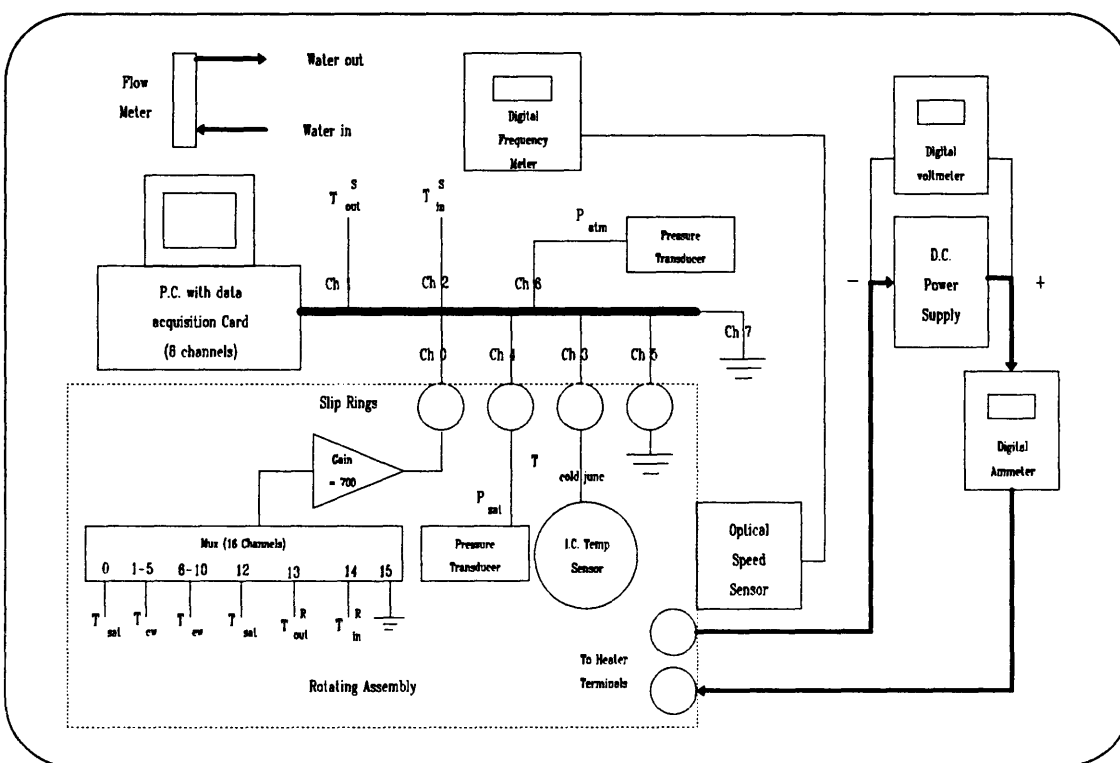 Flow
Meter
Water out
Water in
Digital
Frequency
Meter
Digital
voltmeter
T S out
T S in
P atm
Pressure
Transducer
D.C.
Power
Supply
- +
P.C. with data
acquisition Card
(8 channels)
Ch
Ch 2
Ch 6
Ch 7
Ch 0
Ch 4
Ch 3
Ch 5
Slip Rings
Gain
= 700
T cold junc
P sat
Digital
Ammeter
Mux (16 Channels)
0 1-5 6-10 12 13 14 15
T sat T cw T ew T sat T R out T R in
Pressure
Transducer
I.C. Temp
Sensor
Optical
Speed
Sensor
To Heater
Terminals
Rotating Assembly